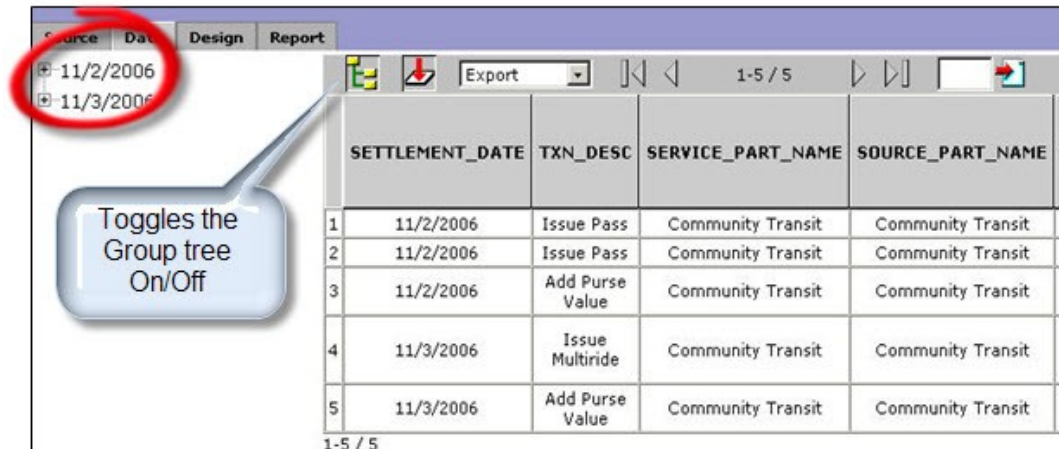 Source Data Design Report
11/2/2006
11/3/2006
Export 1-5 / 5
SETTLEMENT_DATE TXN_DESC SERVICE_PART_NAME SOURCE_PART_NAME
1 11/2/2006 Issue Pass Community Transit Community Transit
2 11/2/2006 Issue Pass Community Transit Community Transit
3 11/2/2006 Add Purse
Value Community Transit Community Transit
4 11/3/2006 Issue
Multiride Community Transit Community Transit
5 11/3/2006 Add Purse
Value Community Transit Community Transit
1-5 / 5
Toggles the
Group tree
On/Off